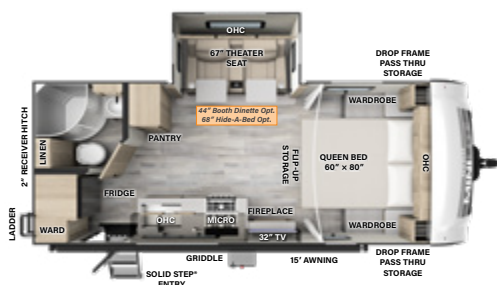 OHC
67" THEATER
SEAT
DROP FRAME
PASS THRU
STORAGE
44" Booth Dinette Opt.
68" Hide-A-Bed Opt.
WARDROBE
2" RECEIVER HITCH
LINEN
PANTRY
FLIP-UP
STORAGE
QUEEN BED
60" × 80"
OHC
FRIDGE
LADDER
WARD
OHC
MICRO
FIREPLACE
WARDROBE
32" TV
GRIDDLE
15' AWNING
DROP FRAME
PASS THRU
STORAGE
SOLID STEP®
ENTRY